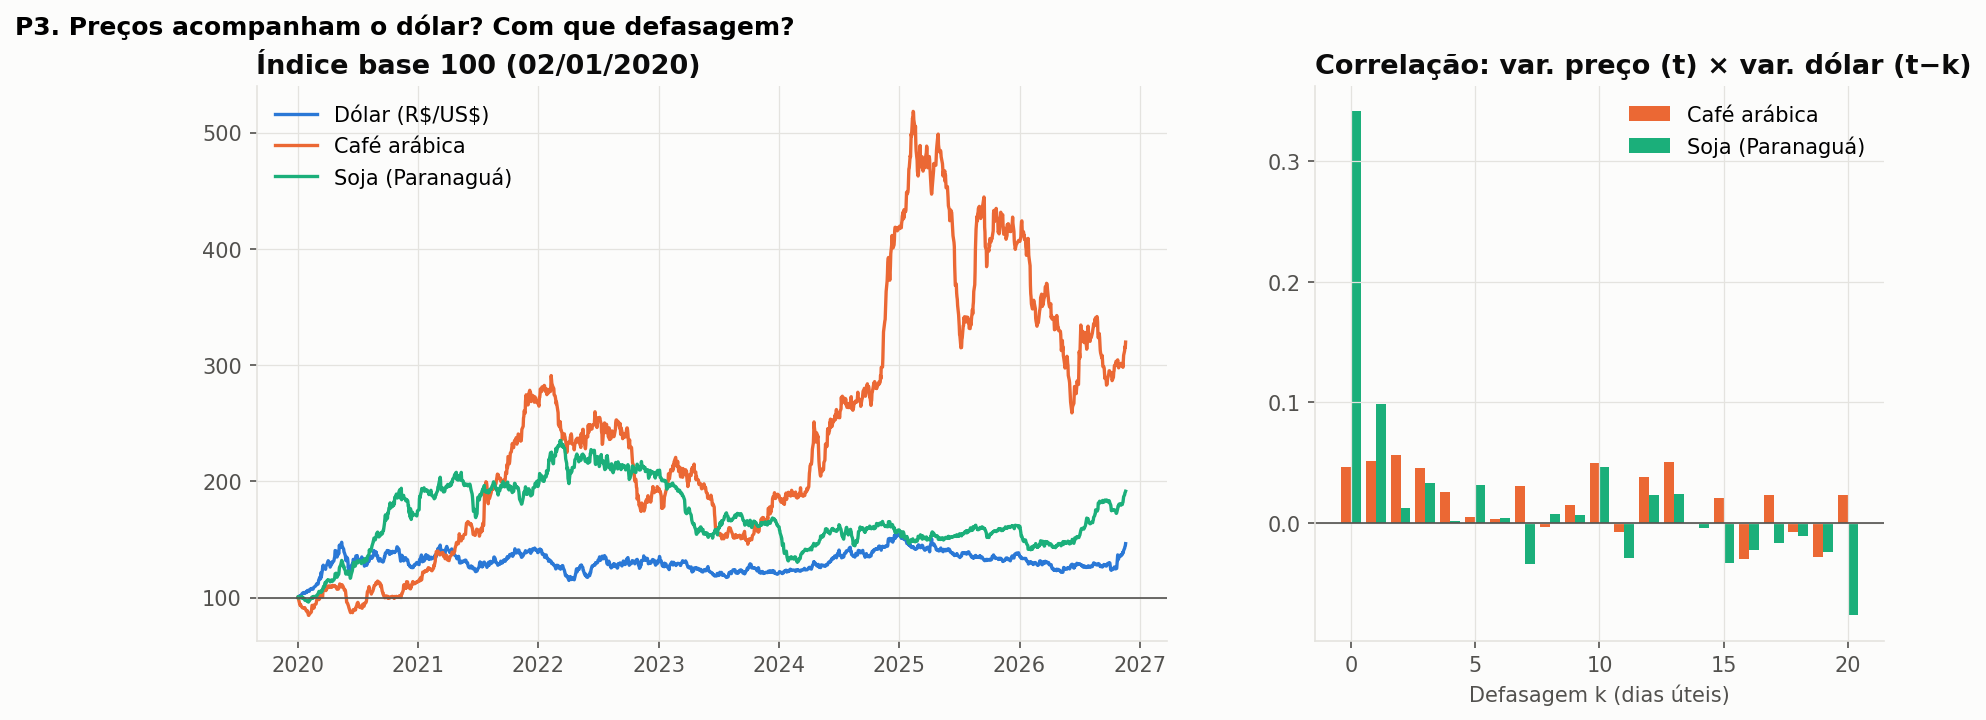 P3. Preços acompanham o dólar? Com que defasagem?
Índice base 100 (02/01/2020)
Dólar (R$/US$)
Café arábica
Soja (Paranaguá)
500
400
300
200
100
2020 2021 2022 2023 2024 2025 2026 2027
Correlação: var. preço (t) × var. dólar (t−k)
Café arábica
Soja (Paranaguá)
0.3
0.2
0.1
0.0
0 5 10 15 20
Defasagem k (dias úteis)